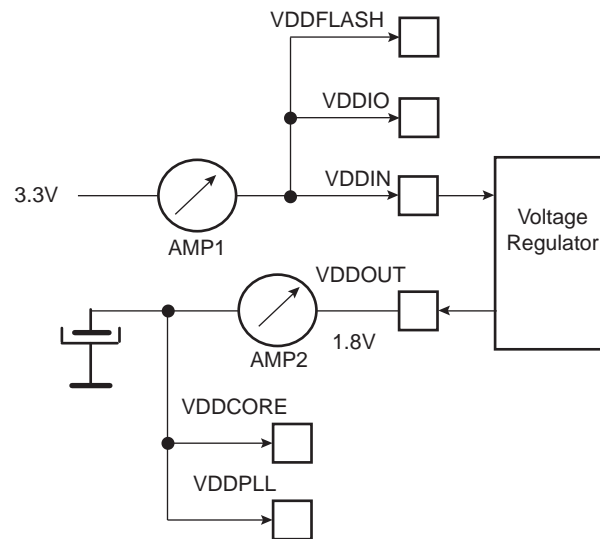 VDDFLASH
VDDIO
VDDIN
3.3V
AMP1
Voltage
Regulator
VDDOUT
1.8V
AMP2
VDDCORE
VDDPLL